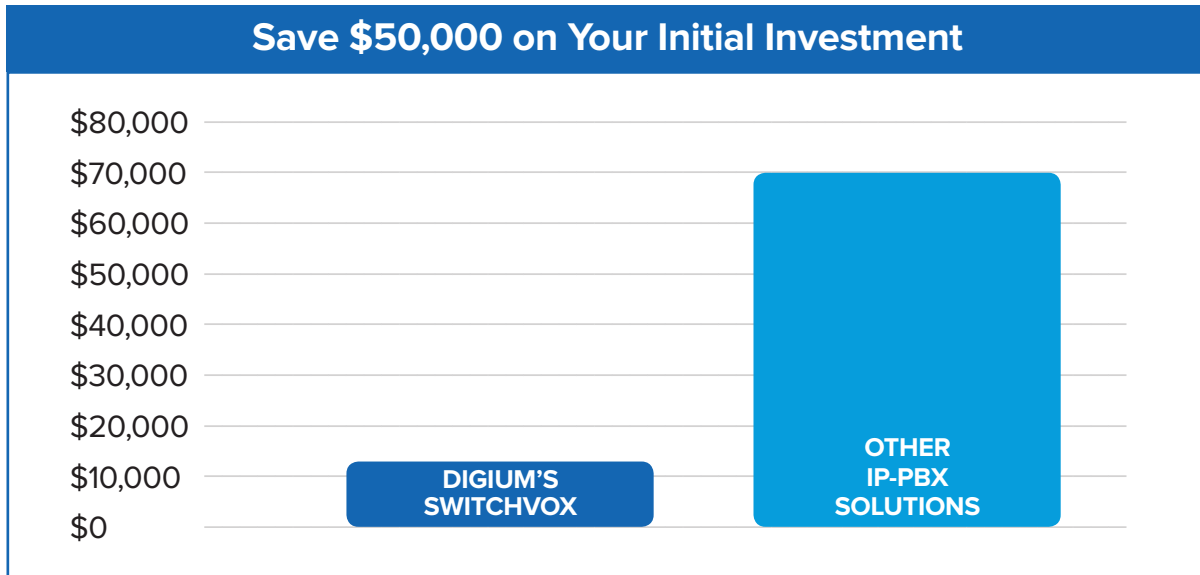 Save $50,000 on Your Initial Investment
$80,000
$70,000
$60,000
$50,000
$40,000
$30,000
$20,000
$10,000
$0
DIGIUM’S
SWITCHVOX
OTHER
IP-PBX
SOLUTIONS